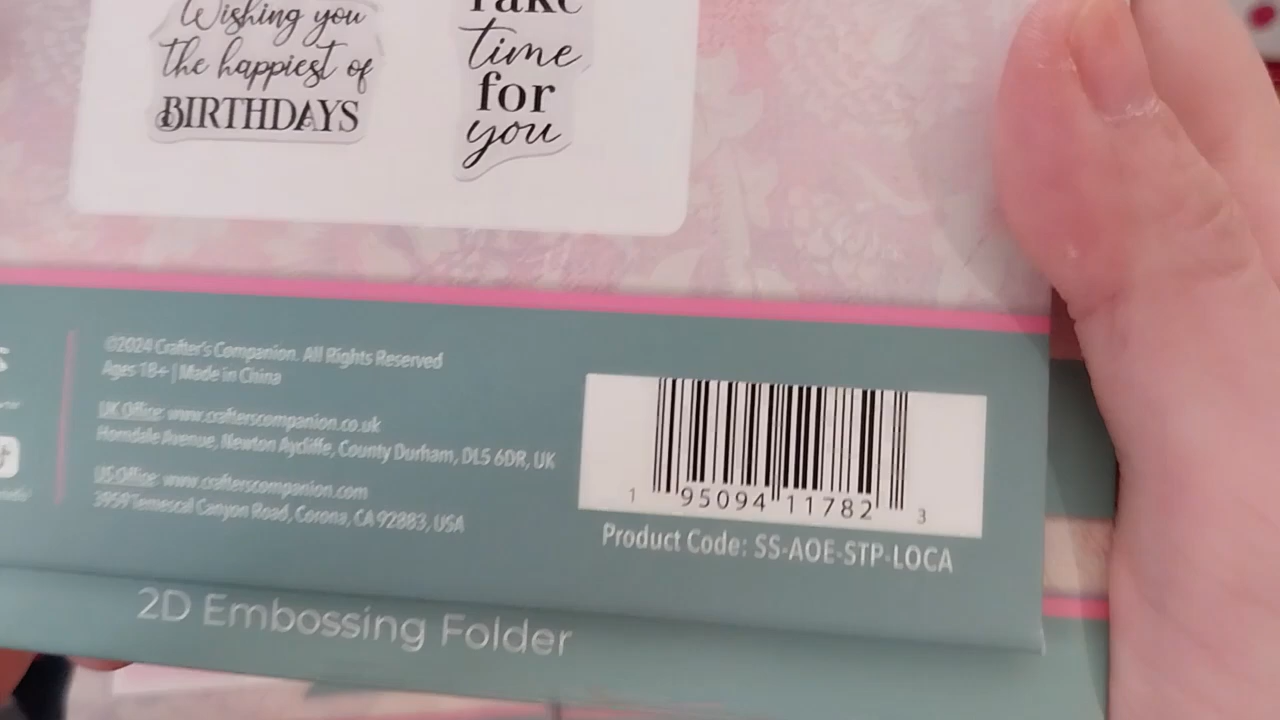 Wishing you
the happiest of
BIRTHDAYS
Take
time
for
you
©2024 Crafter's Companion. All Rights Reserved
Ages 18+ | Made in China
UK Office: www.crafterscompanion.co.uk
Horndale Avenue, Newton Aycliffe, County Durham, DL5 6DR, UK
US Office: www.crafterscompanion.com
3959 Temescal Canyon Road, Corona, CA 92883, USA
1 95094 11782 3
Product Code: SS-AOE-STP-LOCA
2D Embossing Folder